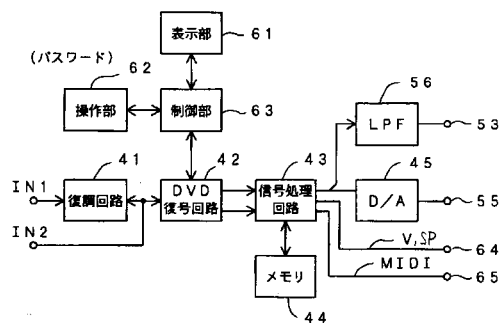 表示部
61
(パスワード)
62
操作部
制御部
63
56
LPF
53
IN1
41
復調回路
42
DVD
復号回路
43
信号処理
回路
45
D/A
55
IN2
V,SP
64
MIDI
65
メモリ
44